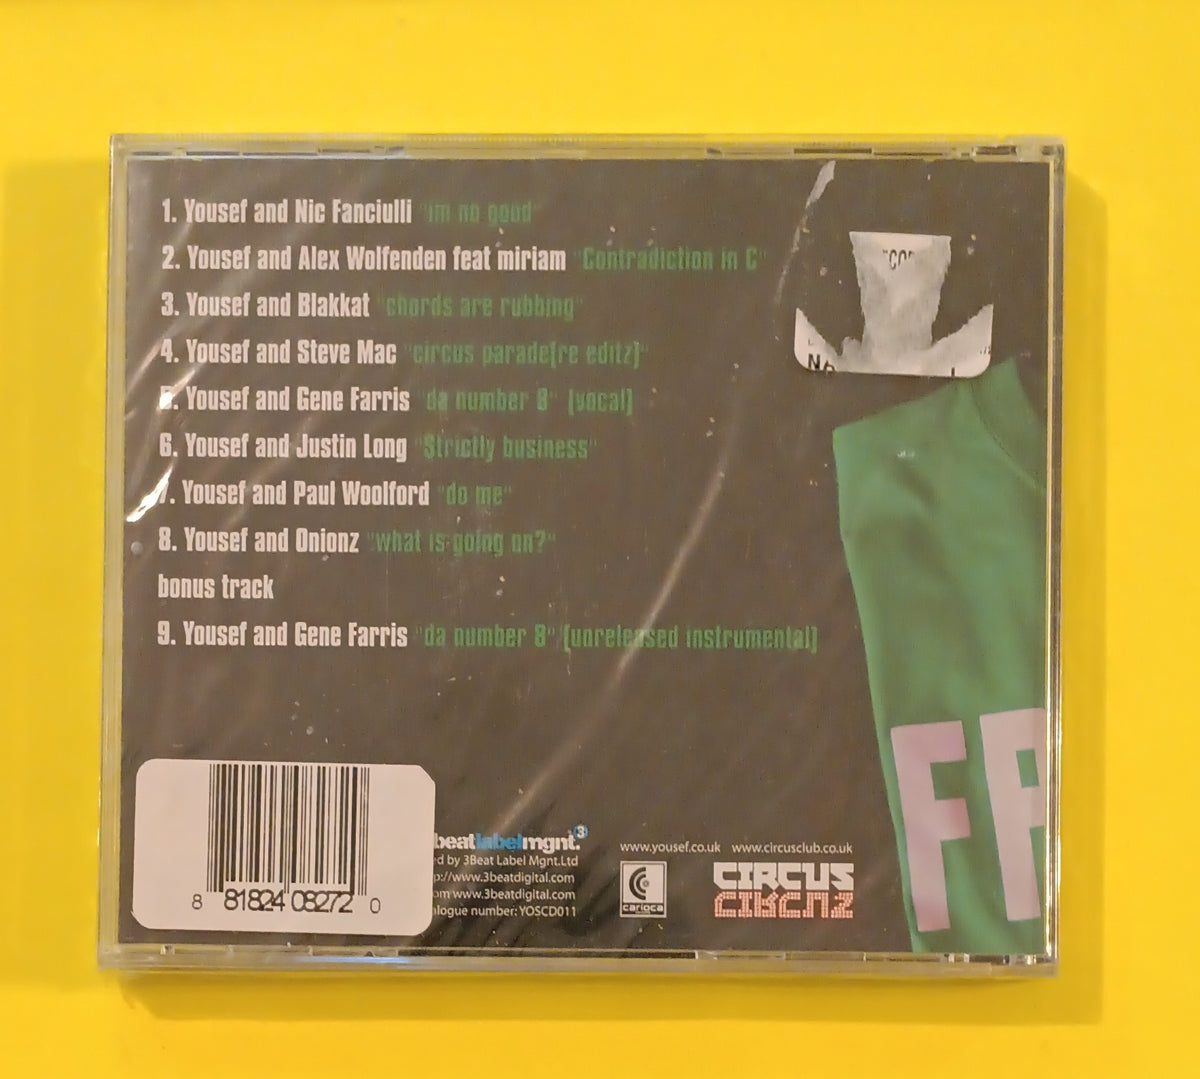 1. Yousef and Nic Fanciulli "im no good"
2. Yousef and Alex Wolfenden feat miriam "Contradiction in C"
3. Yousef and Blakkat "chords are rubbing"
4. Yousef and Steve Mac "circus parade(re editz)"
5. Yousef and Gene Farris "da number 8" (vocal)
6. Yousef and Justin Long "Strictly business"
7. Yousef and Paul Woolford "do me"
8. Yousef and Onionz "what is going on?"
bonus track
9. Yousef and Gene Farris "da number 8" (unreleased instrumental)
FR
beatlabelmgnt.3
ed by 3Beat Label Mgnt.Ltd
p://www.3beatdigital.com
om www.3beatdigital.com
logue number: YOSCD011
8 81824 08272 0
www.yousef.co.uk www.circusclub.co.uk
carioca
CIRCUS
CIRCUS